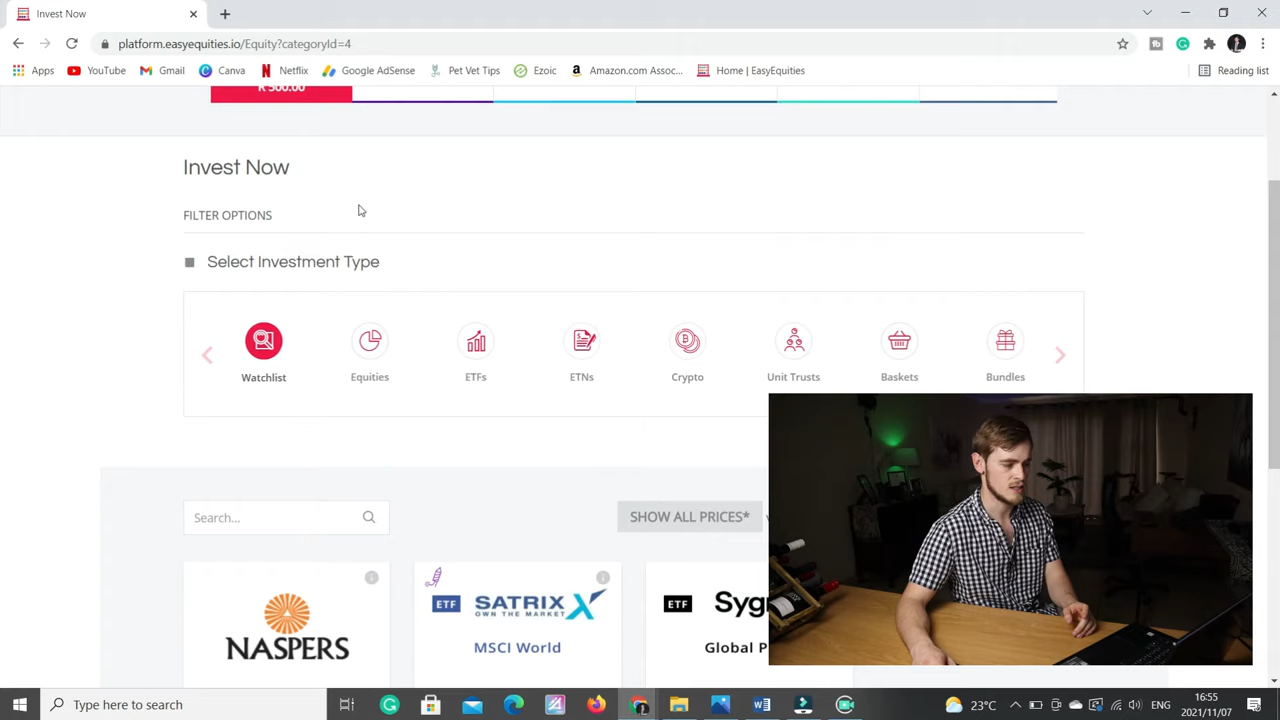 Invest Now
platform.easyequities.io/Equity?categoryId=4
Apps YouTube Gmail Canva Netflix Google AdSense Pet Vet Tips Ezoic Amazon.com Assoc... Home | EasyEquities Reading list
R 500.00
Invest Now
FILTER OPTIONS
Select Investment Type
Watchlist Equities ETFs ETNs Crypto Unit Trusts Baskets Bundles
Search... SHOW ALL PRICES*
NASPERS
ETF SATRIX
OWN THE MARKET
MSCI World
ETF Syg
Global P
Type here to search
23°C ENG
16:55
2021/11/07